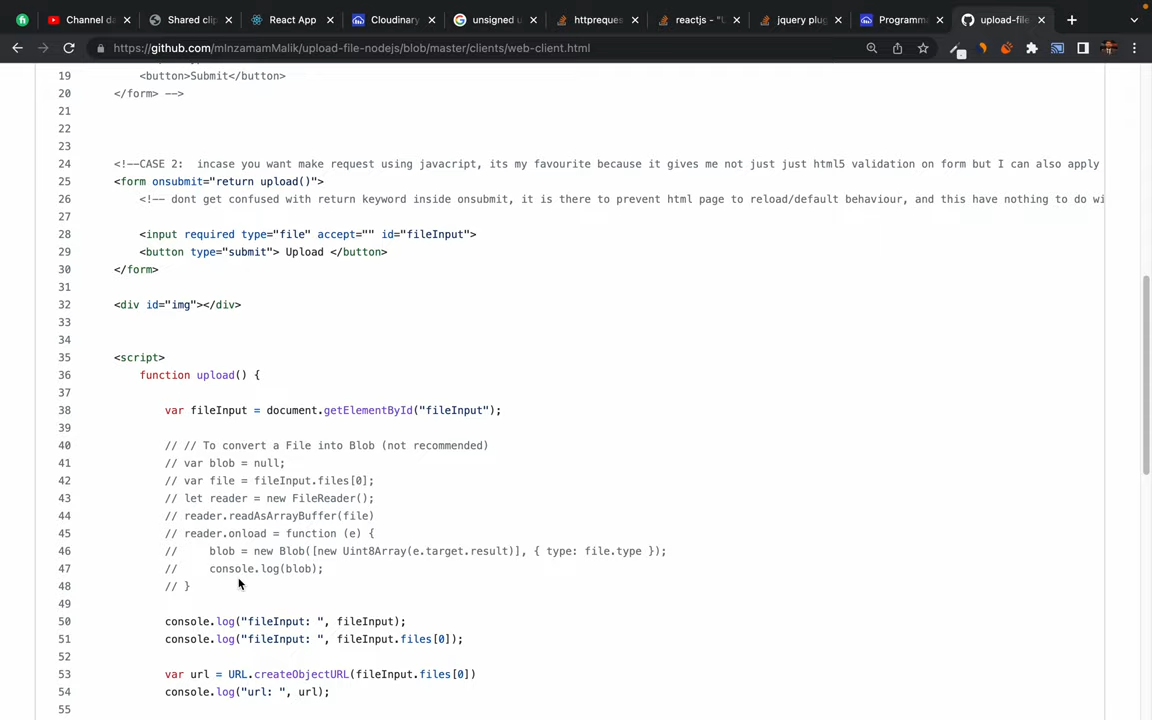 Channel da
Shared clip
React App
Cloudinary
unsigned u
httpreques
reactjs - "U
jquery plug
Programma
upload-file
https://github.com/mInzamamMalik/upload-file-nodejs/blob/master/clients/web-client.html
19 <button>Submit</button>
20 </form> -->
21
22
23
24 <!--CASE 2:  incase you want make request using javacript, its my favourite because it gives me not just just html5 validation on form but I can also apply
25 <form onsubmit="return upload()">
26 <!-- dont get confused with return keyword inside onsubmit, it is there to prevent html page to reload/default behaviour, and this have nothing to do wi
27
28 <input required type="file" accept="" id="fileInput">
29 <button type="submit"> Upload </button>
30 </form>
31
32 <div id="img"></div>
33
34
35 <script>
36 function upload() {
37
38 var fileInput = document.getElementById("fileInput");
39
40 // // To convert a File into Blob (not recommended)
41 // var blob = null;
42 // var file = fileInput.files[0];
43 // let reader = new FileReader();
44 // reader.readAsArrayBuffer(file)
45 // reader.onload = function (e) {
46 //     blob = new Blob([new Uint8Array(e.target.result)], { type: file.type });
47 //     console.log(blob);
48 // }
49
50 console.log("fileInput: ", fileInput);
51 console.log("fileInput: ", fileInput.files[0]);
52
53 var url = URL.createObjectURL(fileInput.files[0])
54 console.log("url: ", url);
55